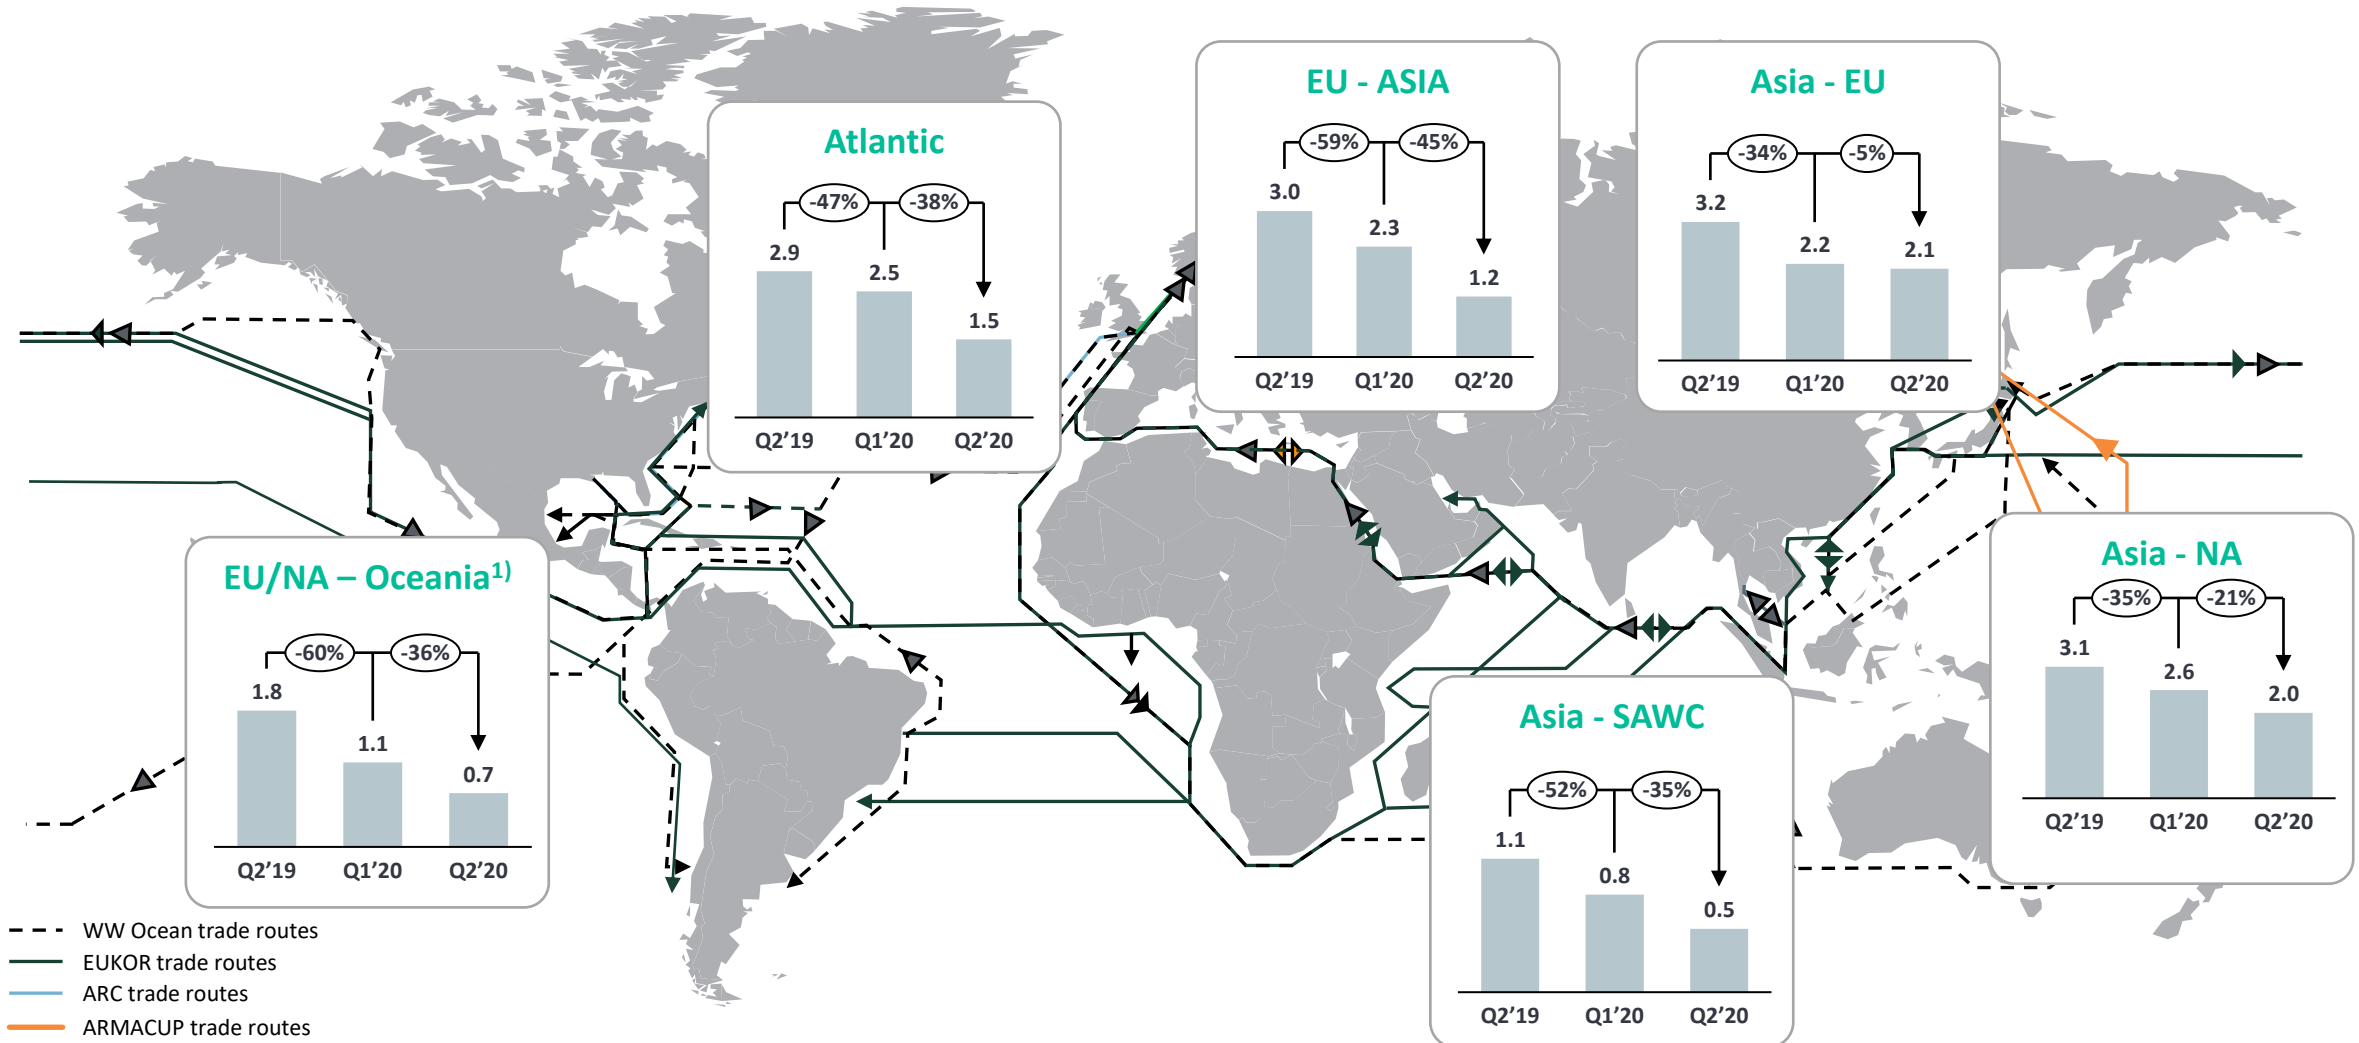 EU - ASIA
-59% -45%
3.0
2.3
1.2
Q2’19 Q1’20 Q2’20
Asia - EU
-34% -5%
3.2
2.2
2.1
Q2’19 Q1’20 Q2’20
Atlantic
-47% -38%
2.9
2.5
1.5
Q2’19 Q1’20 Q2’20
EU/NA – Oceania1)
-60% -36%
1.8
1.1
0.7
Q2’19 Q1’20 Q2’20
Asia - NA
-35% -21%
3.1
2.6
2.0
Q2’19 Q1’20 Q2’20
Asia - SAWC
-52% -35%
1.1
0.8
0.5
Q2’19 Q1’20 Q2’20
WW Ocean trade routes
EUKOR trade routes
ARC trade routes
ARMACUP trade routes